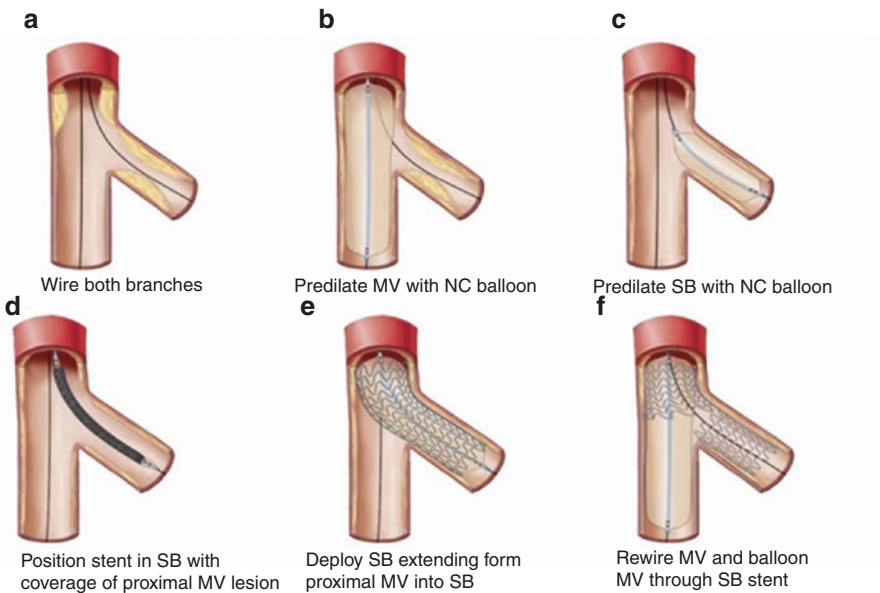 a
b
c
Wire both branches
Predilate MV with NC balloon
Predilate SB with NC balloon
d
e
f
Position stent in SB with
coverage of proximal MV lesion
Deploy SB extending form
proximal MV into SB
Rewire MV and balloon
MV through SB stent